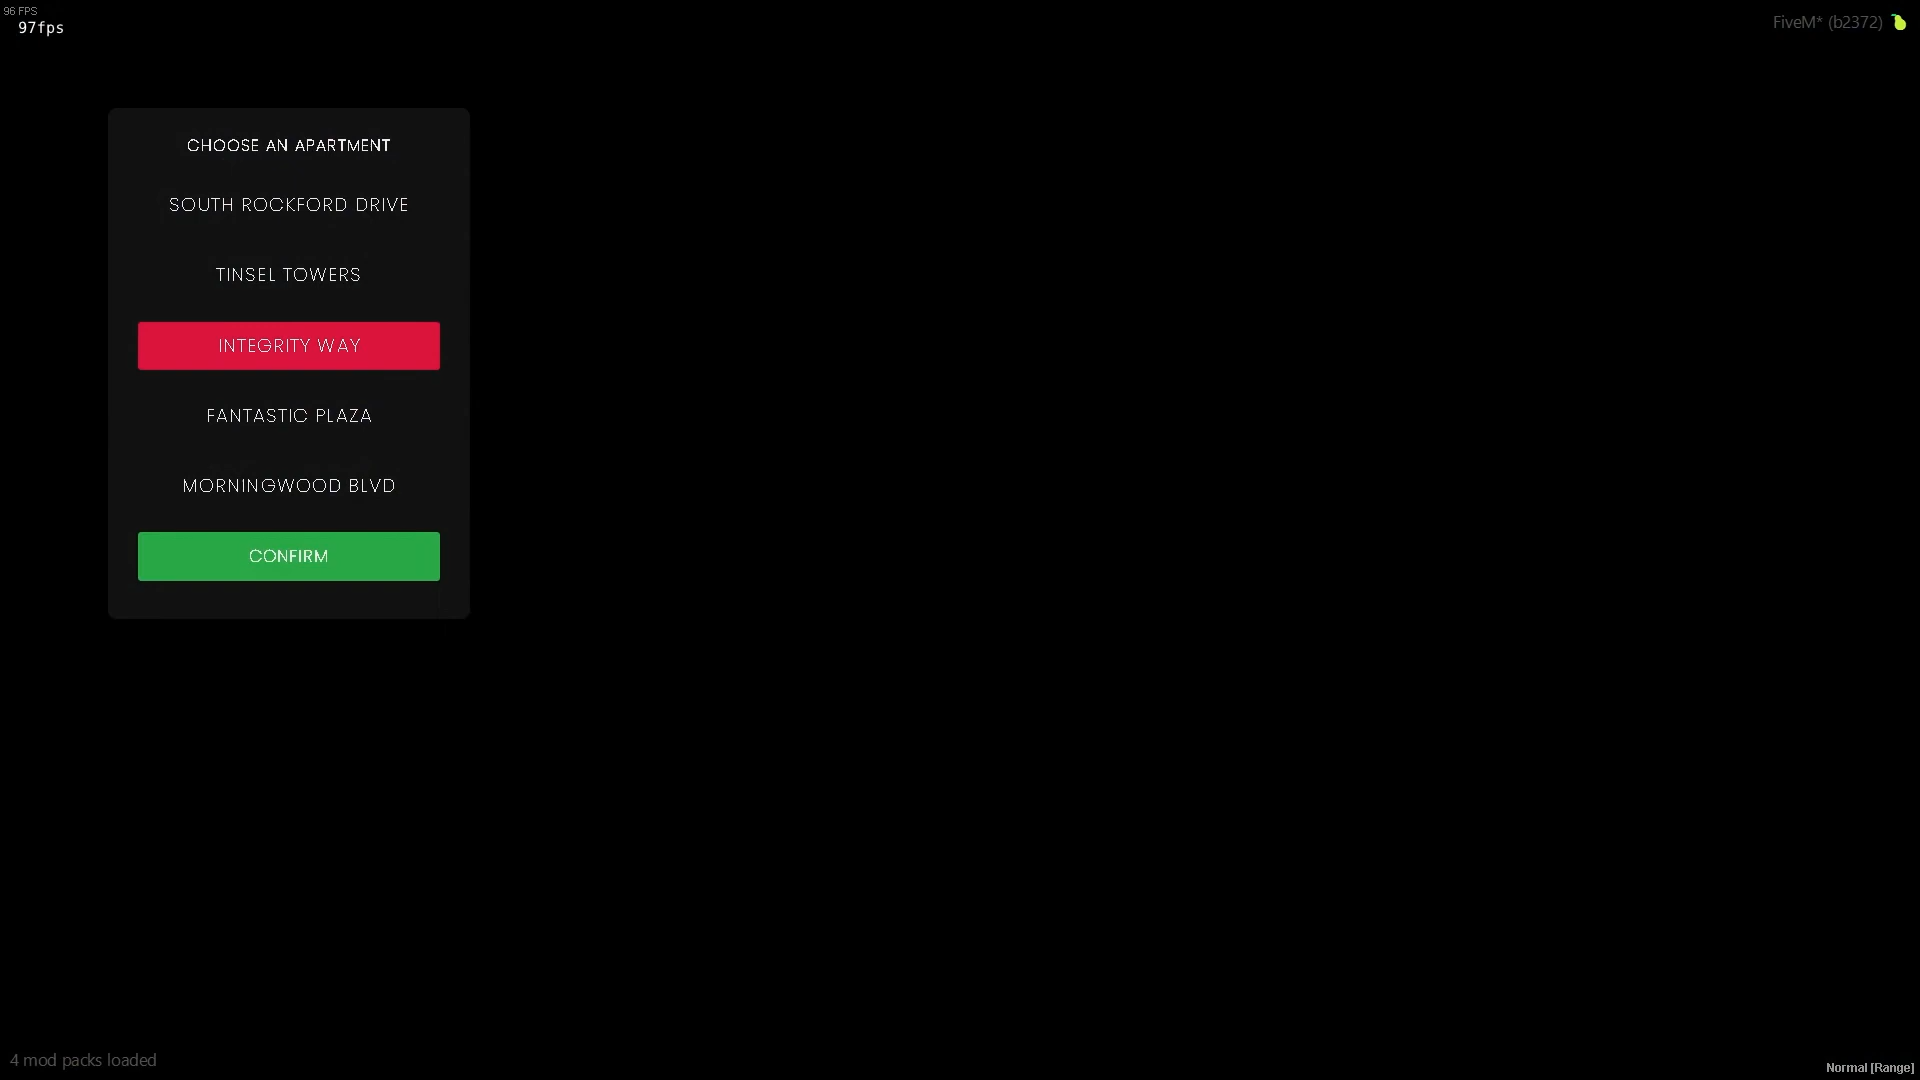 96 FPS
97fps
FiveM* (b2372)
CHOOSE AN APARTMENT
SOUTH ROCKFORD DRIVE
TINSEL TOWERS
INTEGRITY WAY
FANTASTIC PLAZA
MORNINGWOOD BLVD
CONFIRM
4 mod packs loaded
Normal [Range]